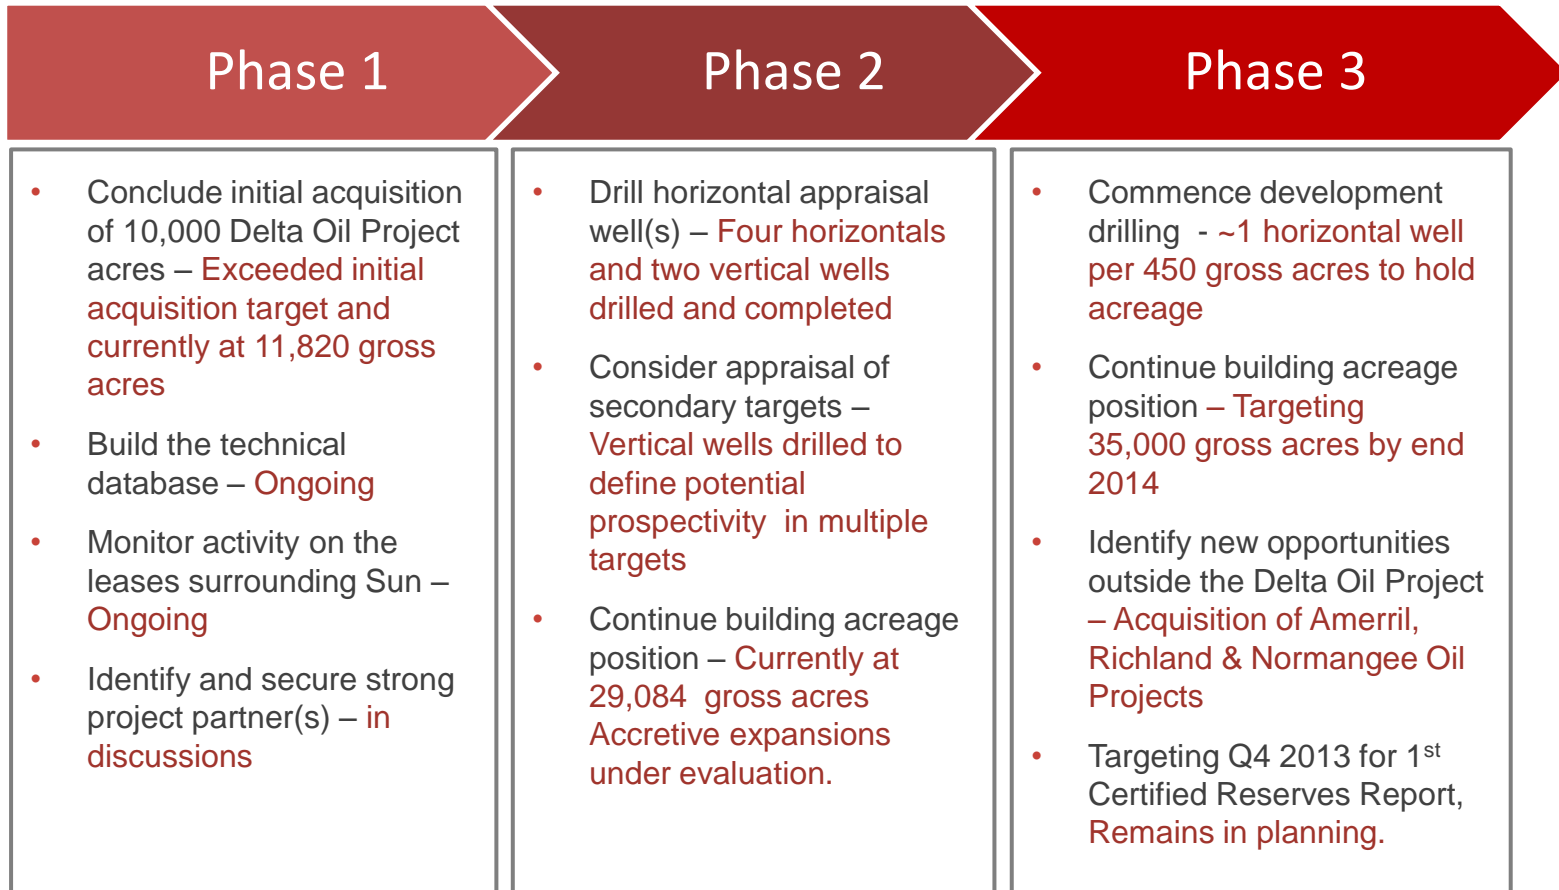 Phase 1
Phase 2
Phase 3
• Conclude initial acquisition
of 10,000 Delta Oil Project
acres – Exceeded initial
acquisition target and
currently at 11,820 gross
acres
• Build the technical
database – Ongoing
• Monitor activity on the
leases surrounding Sun –
Ongoing
• Identify and secure strong
project partner(s) – in
discussions
• Drill horizontal appraisal
well(s) – Four horizontals
and two vertical wells
drilled and completed
• Consider appraisal of
secondary targets –
Vertical wells drilled to
define potential
prospectivity in multiple
targets
• Continue building acreage
position – Currently at
29,084 gross acres
Accretive expansions
under evaluation.
• Commence development
drilling - ~1 horizontal well
per 450 gross acres to hold
acreage
• Continue building acreage
position – Targeting
35,000 gross acres by end
2014
• Identify new opportunities
outside the Delta Oil Project
– Acquisition of Amerril,
Richland & Normangee Oil
Projects
• Targeting Q4 2013 for 1st
Certified Reserves Report,
Remains in planning.